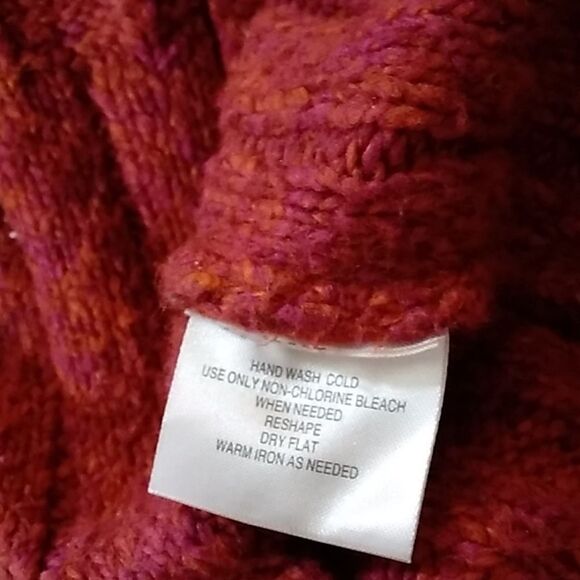 HAND WASH COLD
USE ONLY NON-CHLORINE BLEACH
WHEN NEEDED
RESHAPE
DRY FLAT
WARM IRON AS NEEDED